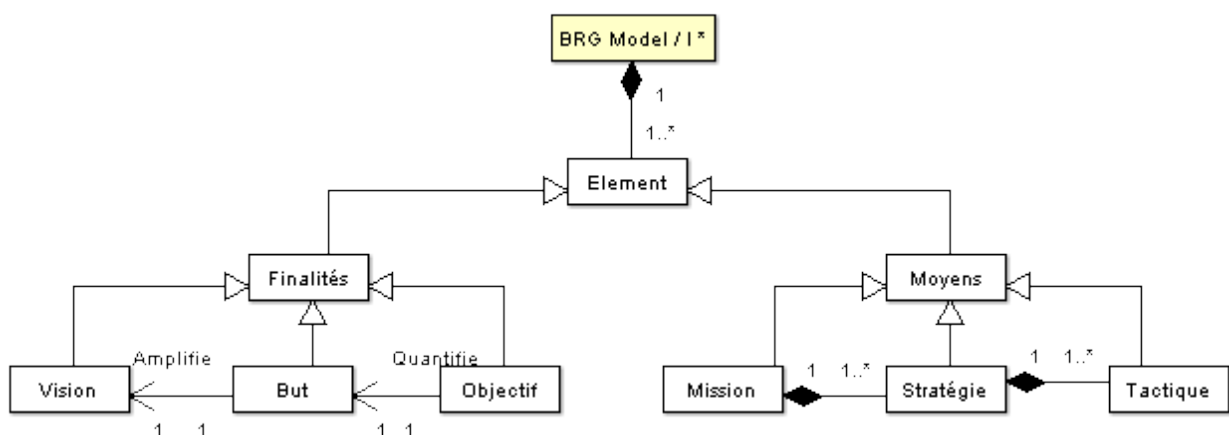 BRG Model / I *
1
1..*
Element
Finalités
Moyens
Amplifie
Quantifie
1
1..*
1
1..*
Vision
But
Objectif
Mission
Stratégie
Tactique
1
1
1
1